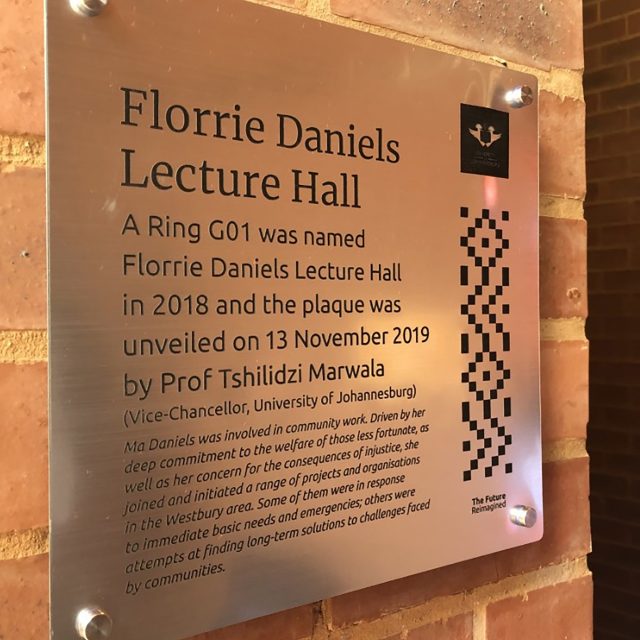 Florrie Daniels
Lecture Hall
A Ring G01 was named
Florrie Daniels Lecture Hall
in 2018 and the plaque was
unveiled on 13 November 2019
by Prof Tshilidzi Marwala
(Vice-Chancellor, University of Johannesburg)
Ma Daniels was involved in community work. Driven by her
deep commitment to the welfare of those less fortunate, as
well as her concern for the consequences of injustice, she
joined and initiated a range of projects and organisations
in the Westbury area. Some of them were in response
to immediate basic needs and emergencies; others were
attempts at finding long-term solutions to challenges faced
by communities.
The Future
Reimagined